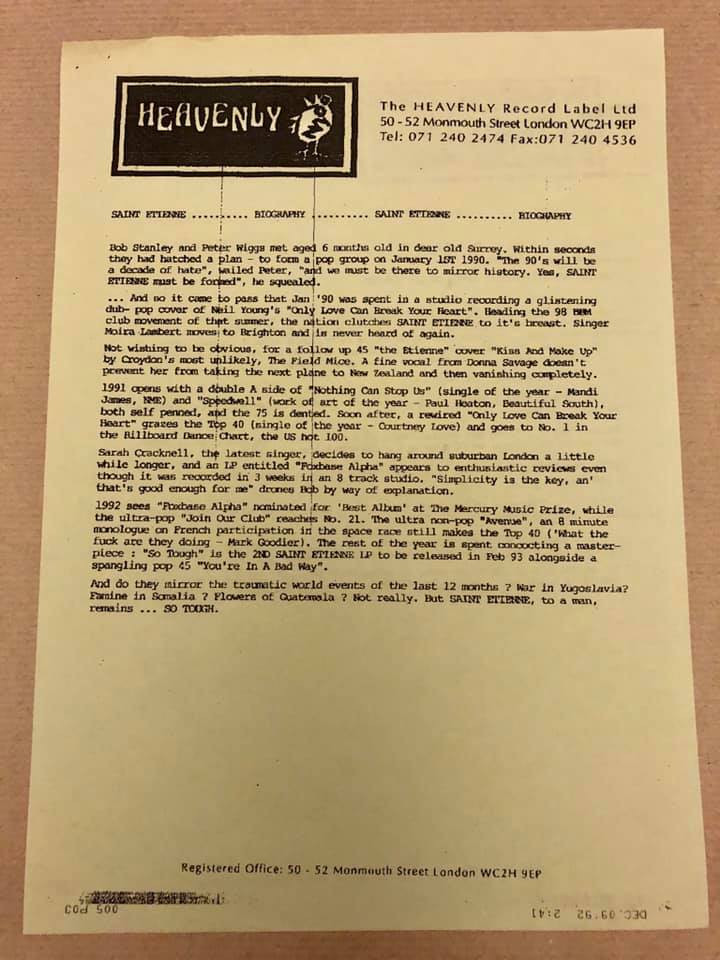 HEAVENLY
The HEAVENLY Record Label Ltd
50 - 52 Monmouth Street London WC2H 9EP
Tel: 071 240 2474 Fax:071 240 4536
SAINT ETIENNE .......... BIOGRAPHY .......... SAINT ETIENNE .......... BIOGRAPHY
Bob Stanley and Peter Wiggs met aged 6 months old in dear old Surrey. Within seconds
they had hatched a plan - to form a pop group on January 1ST 1990. "The 90's will be
a decade of hate", wailed Peter, "and we must be there to mirror history. Yes, SAINT
ETIENNE must be formed", he squealed.
... And so it came to pass that Jan '90 was spent in a studio recording a glistening
dub- pop cover of Neil Young's "Only Love Can Break Your Heart". Heading the 98 BPM
club movement of that summer, the nation clutches SAINT ETIENNE to it's breast. Singer
Moira Lambert moves to Brighton and is never heard of again.
Not wishing to be obvious, for a follow up 45 "the Etienne" cover "Kiss And Make Up"
by Croydon's most unlikely, The Field Mice. A fine vocal from Donna Savage doesn't
prevent her from taking the next plane to New Zealand and then vanishing completely.
1991 opens with a double A side of "Nothing Can Stop Us" (single of the year - Mandi
James, NME) and "Speedwell" (work of art of the year - Paul Heaton, Beautiful South),
both self penned, and the 75 is dented. Soon after, a rewired "Only Love Can Break Your
Heart" grazes the Top 40 (single of the year - Courtney Love) and goes to No. 1 in
the Billboard Dance Chart, the US hot 100.
Sarah Cracknell, the latest singer, decides to hang around suburban London a little
while longer, and an LP entitled "Foxbase Alpha" appears to enthusiastic reviews even
though it was recorded in 3 weeks in an 8 track studio. "Simplicity is the key, an'
that's good enough for me" drones Bob by way of explanation.
1992 sees "Foxbase Alpha" nominated for 'Best Album' at The Mercury Music Prize, while
the ultra-pop "Join Our Club" reaches No. 21. The ultra non-pop "Avenue", an 8 minute
monologue on French participation in the space race still makes the Top 40 ('What the
fuck are they doing - Mark Goodier). The rest of the year is spent concocting a master-
piece : "So Tough" is the 2ND SAINT ETIENNE LP to be released in Feb 93 alongside a
spangling pop 45 "You're In A Bad Way".
And do they mirror the traumatic world events of the last 12 months ? War in Yugoslavia?
Famine in Somalia ? Flowers of Guatemala ? Not really. But SAINT ETIENNE, to a man,
remains ... SO TOUGH.
Registered Office: 50 - 52 Monmouth Street London WC2H 9EP
DEC.09.'92 2:41
005 P03